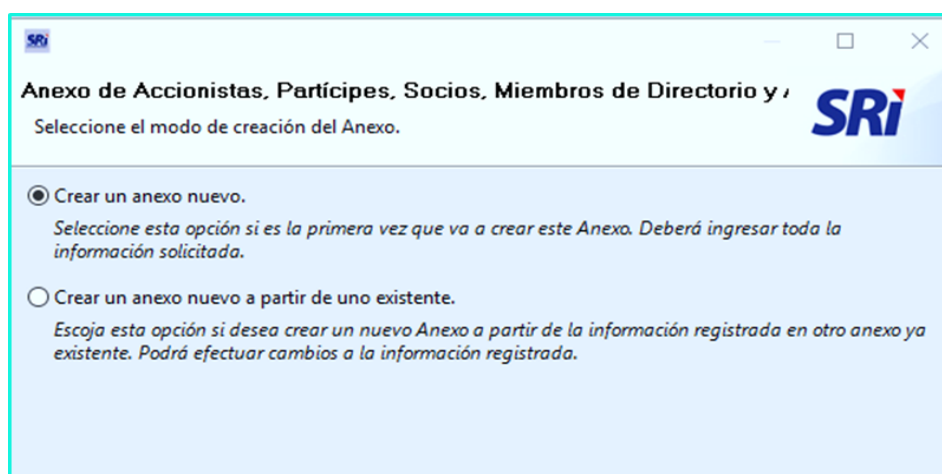 SRi
Anexo de Accionistas, Partícipes, Socios, Miembros de Directorio y
SRi
Seleccione el modo de creación del Anexo.
Crear un anexo nuevo.
Seleccione esta opción si es la primera vez que va a crear este Anexo. Deberá ingresar toda la
información solicitada.
Crear un anexo nuevo a partir de uno existente.
Escoja esta opción si desea crear un nuevo Anexo a partir de la información registrada en otro anexo ya
existente. Podrá efectuar cambios a la información registrada.